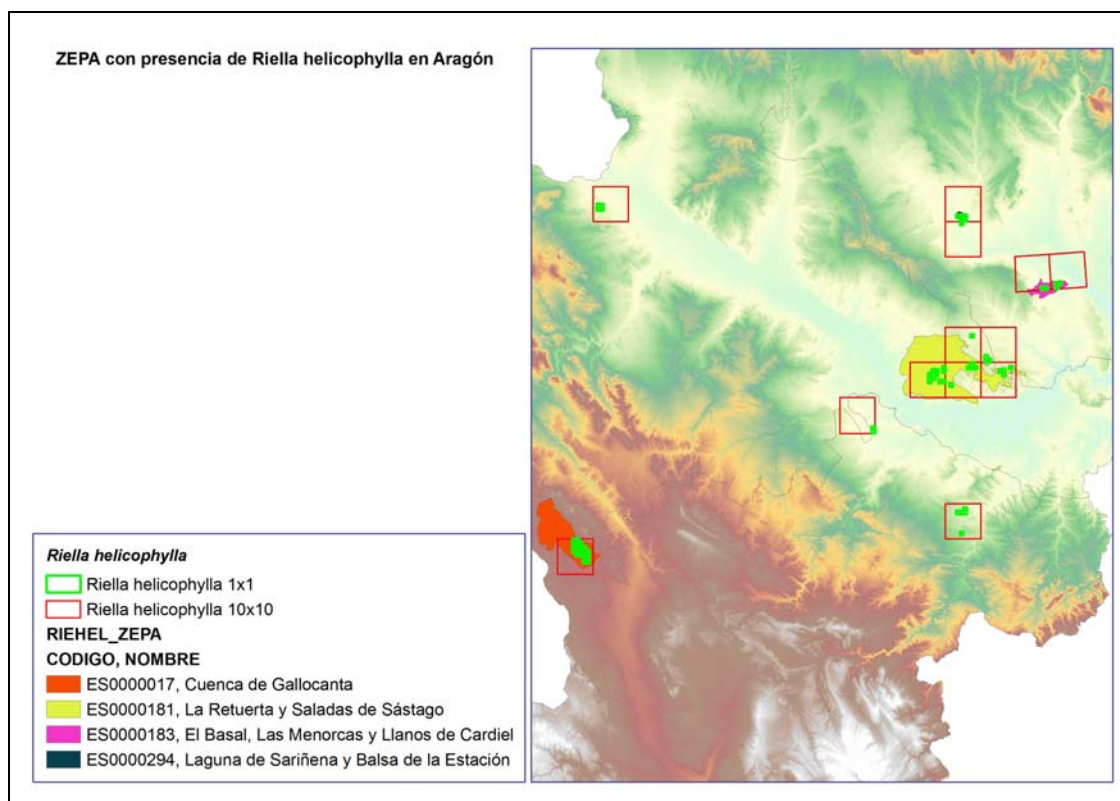 ZEPA con presencia de Riella helicophylla en Aragón
Riella helicophylla
Riella helicophylla 1x1
Riella helicophylla 10x10
RIEHEL_ZEPA
CODIGO, NOMBRE
ES0000017, Cuenca de Gallocanta
ES0000181, La Retuerta y Saladas de Sástago
ES0000183, El Basal, Las Menorcas y Llanos de Cardiel
ES0000294, Laguna de Sariñena y Balsa de la Estación